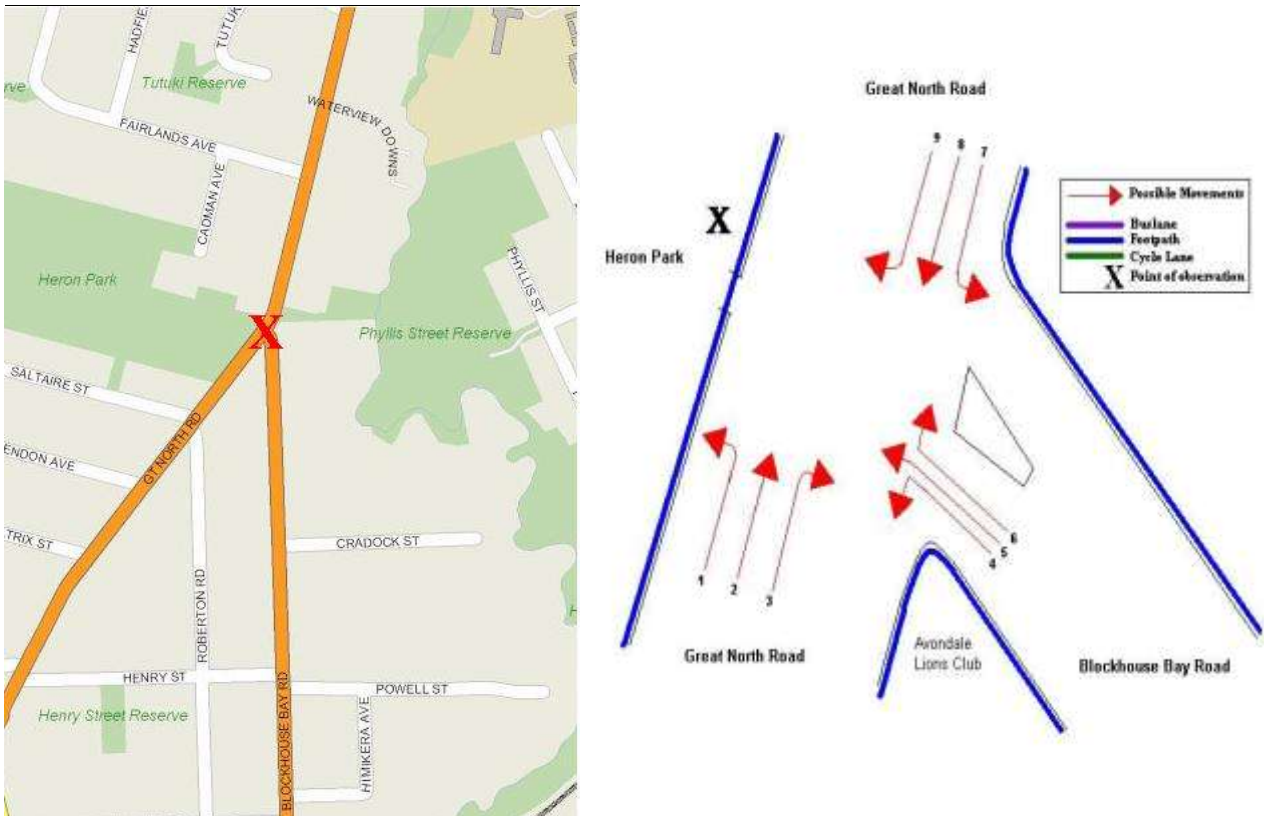 HADFIE
TUTUK
Tutuki Reserve
rve
WATERVIEW DOWNS
FAIRLANDS AVE
CADMAN AVE
Heron Park
PHYLLIS ST
X
Phyllis Street Reserve
SALTAIRE ST
GT NORTH RD
ENDON AVE
TRIX ST
CRADOCK ST
ROBERTON RD
HENRY ST
POWELL ST
Henry Street Reserve
BLOCKHOUSE BAY RD
HIMIKERA AVE
Great North Road
9 8 7
Possible Movements
Buslane
Footpath
Cycle Lane
X Point of observation
X
Heron Park
1 2 3
4 5 6
Great North Road
Avondale
Lions Club
Blockhouse Bay Road